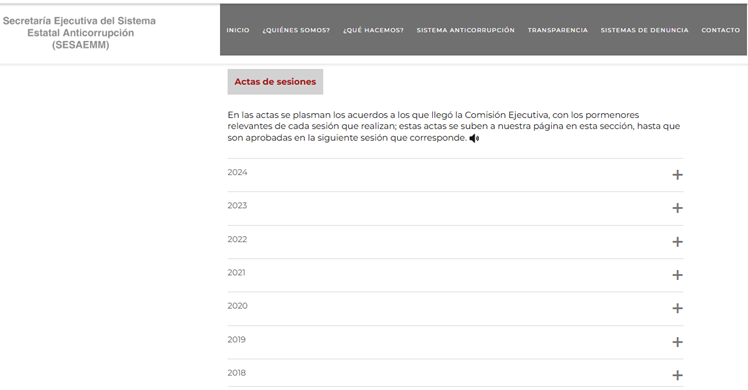 Secretaría Ejecutiva del Sistema
Estatal Anticorrupción
(SESAEMM)
INICIO ¿QUIÉNES SOMOS? ¿QUÉ HACEMOS? SISTEMA ANTICORRUPCIÓN TRANSPARENCIA SISTEMAS DE DENUNCIA CONTACTO
Actas de sesiones
En las actas se plasman los acuerdos a los que llegó la Comisión Ejecutiva, con los pormenores
relevantes de cada sesión que realizan; estas actas se suben a nuestra página en esta sección, hasta que
son aprobadas en la siguiente sesión que corresponde.
2024
2023
2022
2021
2020
2019
2018